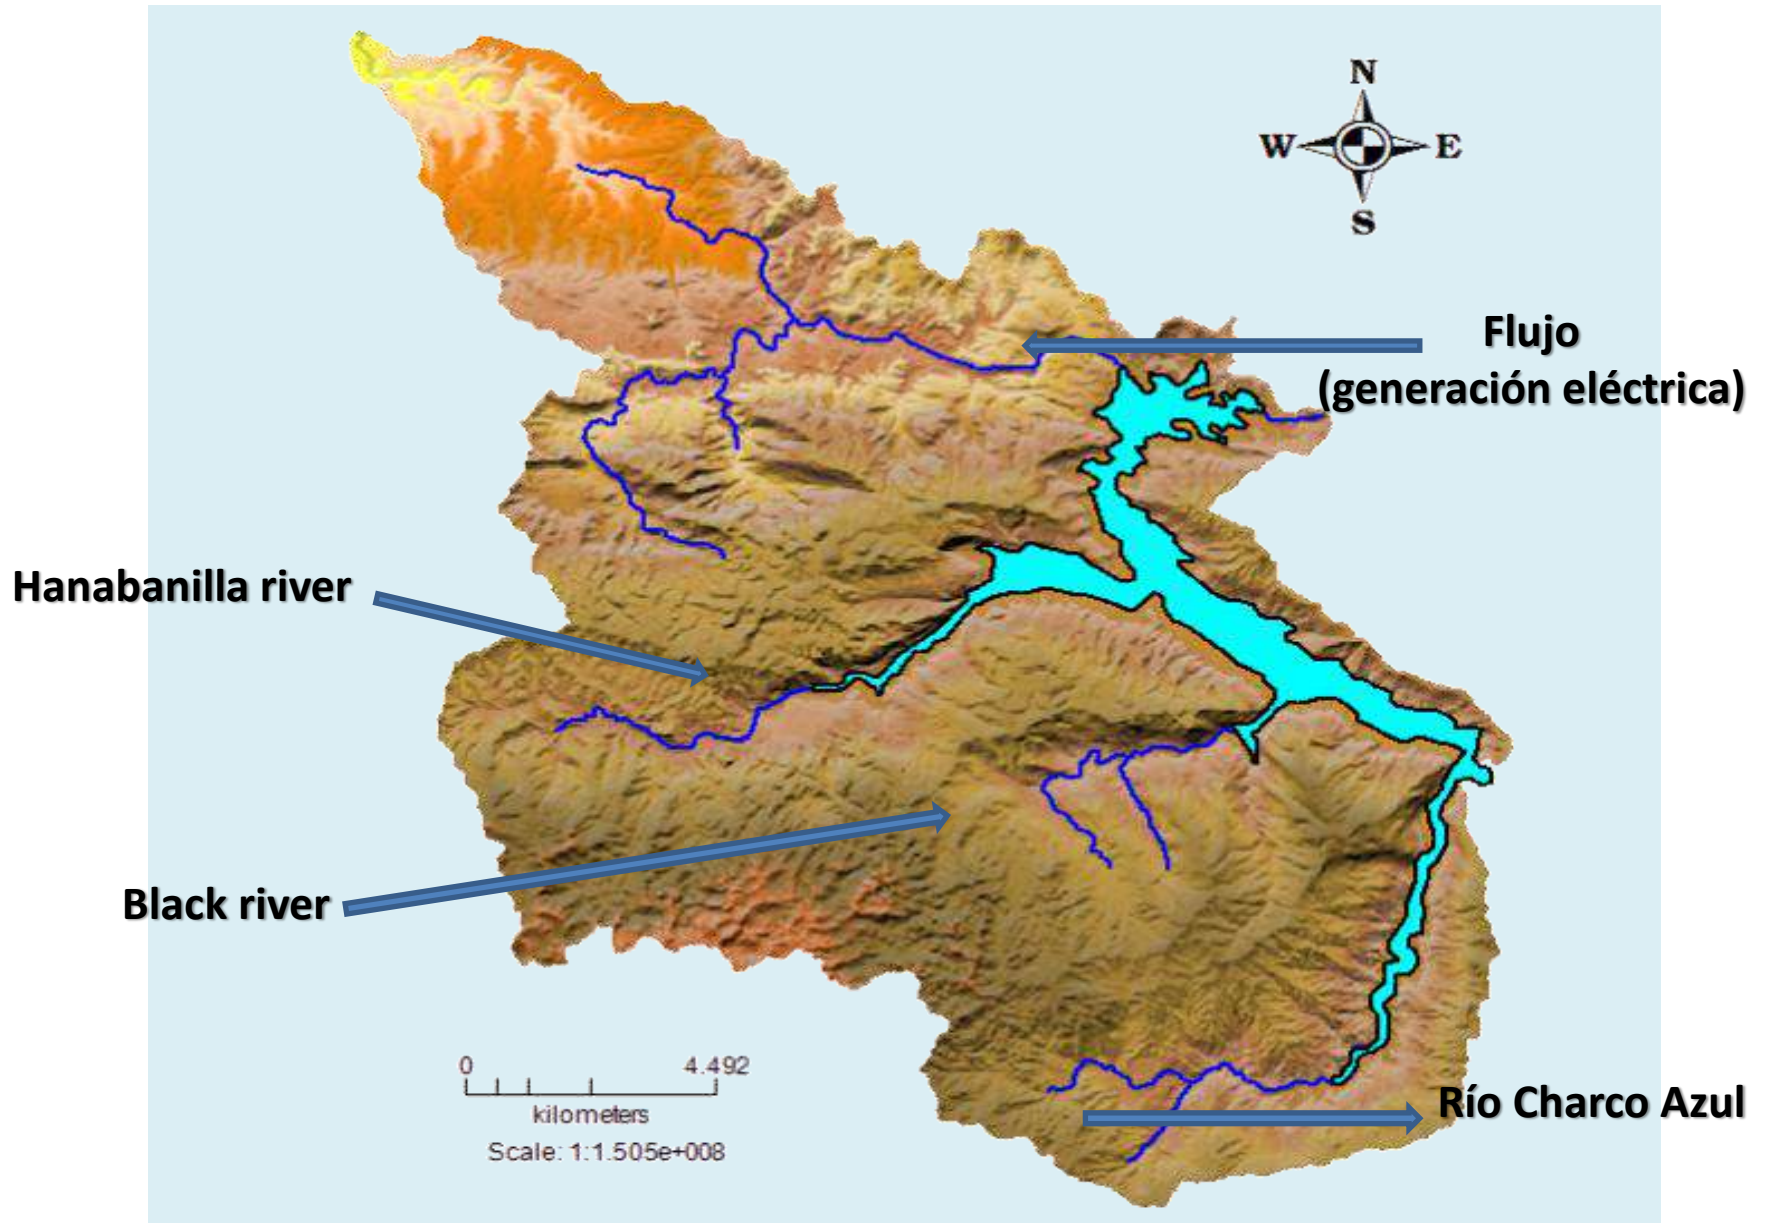 N
W E
S
Flujo
(generación eléctrica)
Hanabanilla river
Black river
0 4.492
kilometers
Scale: 1:1.505e+008
Río Charco Azul